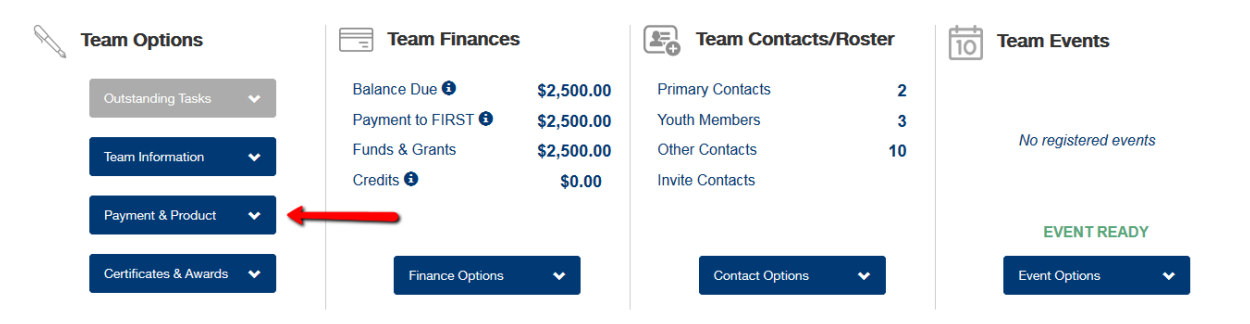 Team Options
Outstanding Tasks
Team Information
Payment & Product
Certificates & Awards
Team Finances
Balance Due $2,500.00
Payment to FIRST $2,500.00
Funds & Grants $2,500.00
Credits $0.00
Finance Options
Team Contacts/Roster
Primary Contacts 2
Youth Members 3
Other Contacts 10
Invite Contacts
Contact Options
10
Team Events
No registered events
EVENT READY
Event Options